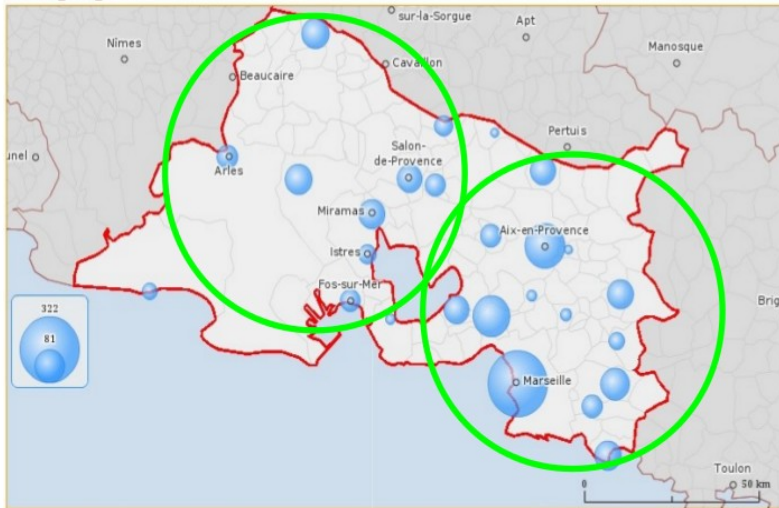 sur-la-Sorgue
Apt
Nîmes
Manosque
Cavaillon
Beaucaire
Pertuis
unel
Salon-
de-Provence
Arles
Miramas
Aix-en-Provence
Istres
Fos-sur-Mer
Brig
322
81
Marseille
Toulon
0
50 km